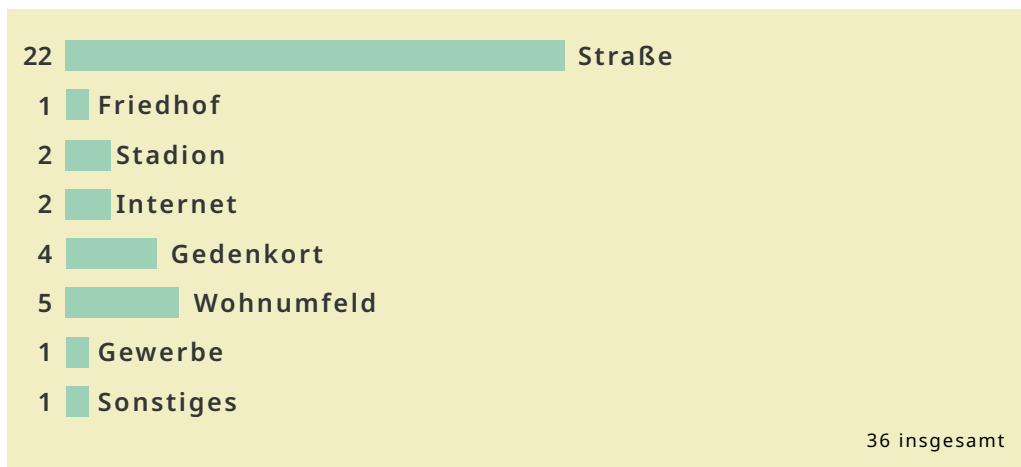 22 Straße
1 Friedhof
2 Stadion
2 Internet
4 Gedenkort
5 Wohnumfeld
1 Gewerbe
1 Sonstiges
36 insgesamt